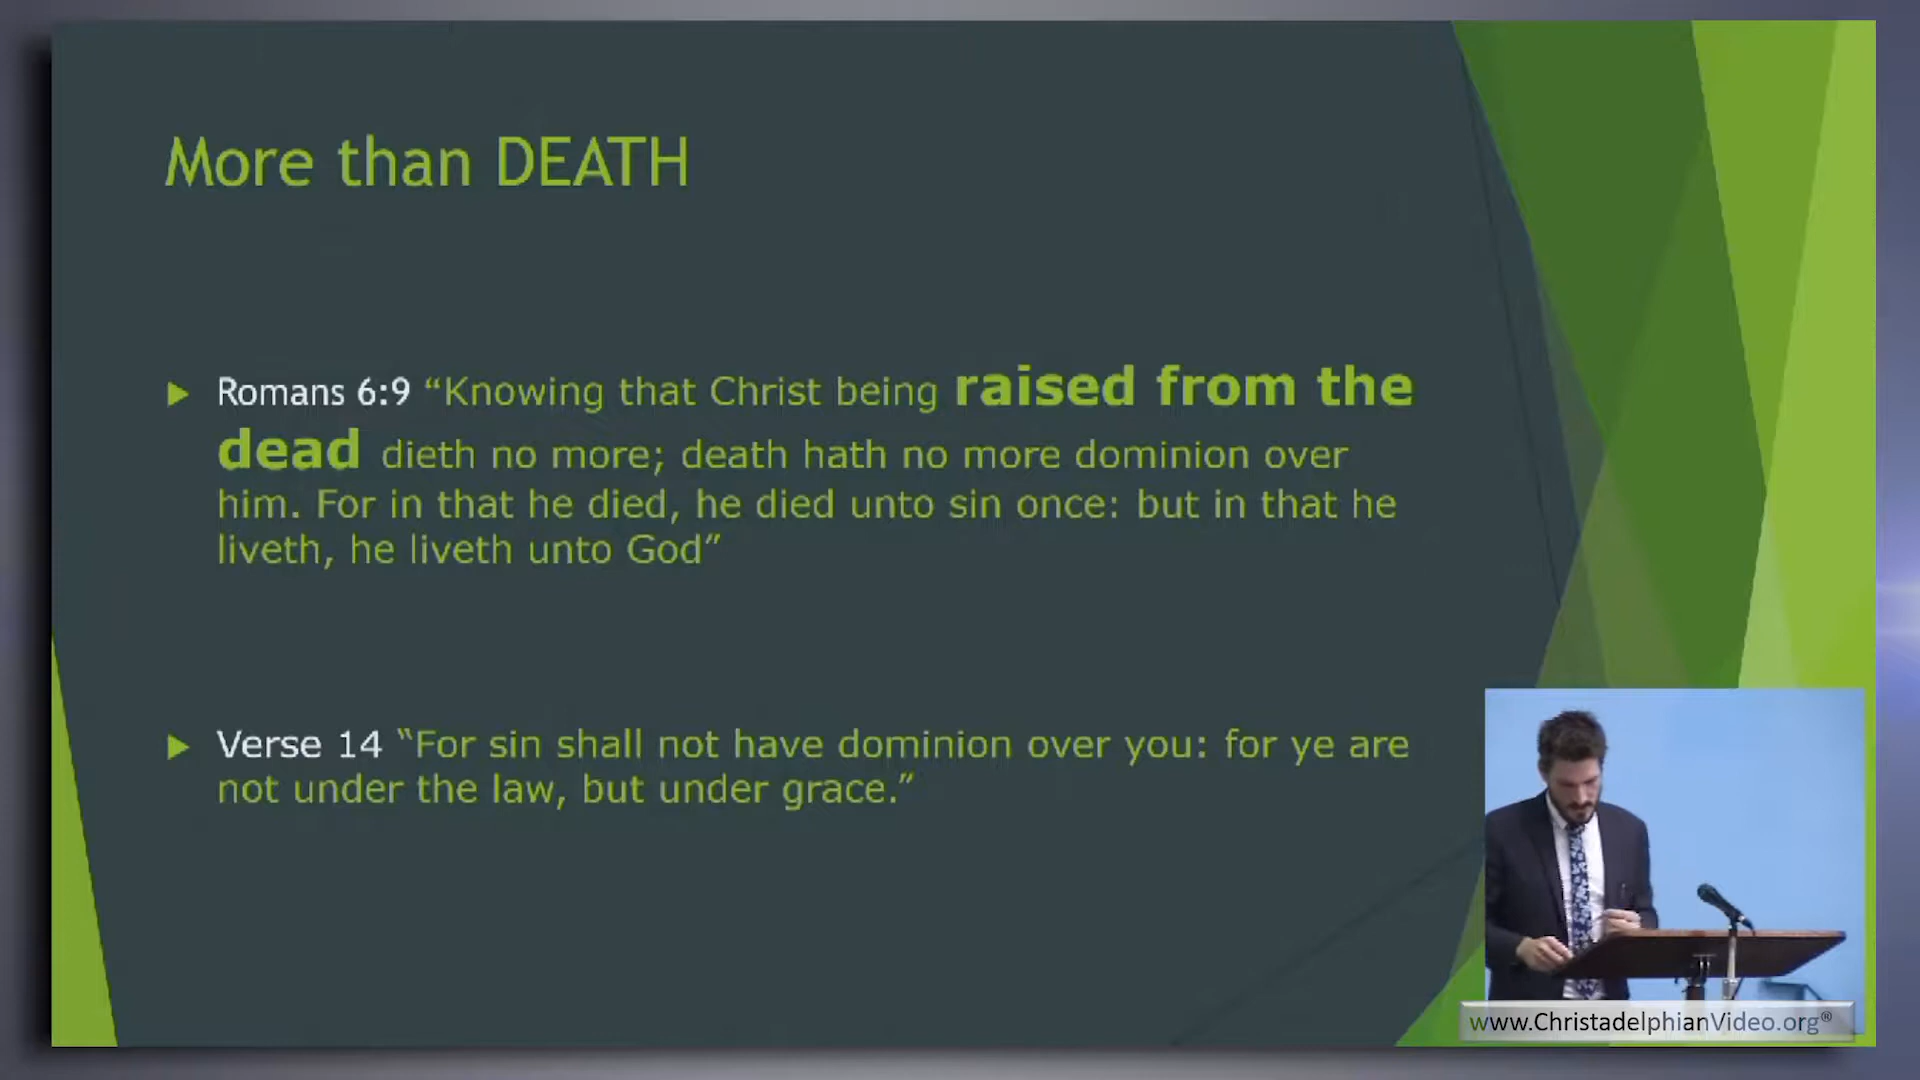 More than DEATH
Romans 6:9 “Knowing that Christ being raised from the
dead dieth no more; death hath no more dominion over
him. For in that he died, he died unto sin once: but in that he
liveth, he liveth unto God”
Verse 14 “For sin shall not have dominion over you: for ye are
not under the law, but under grace.”
www.ChristadelphianVideo.org®